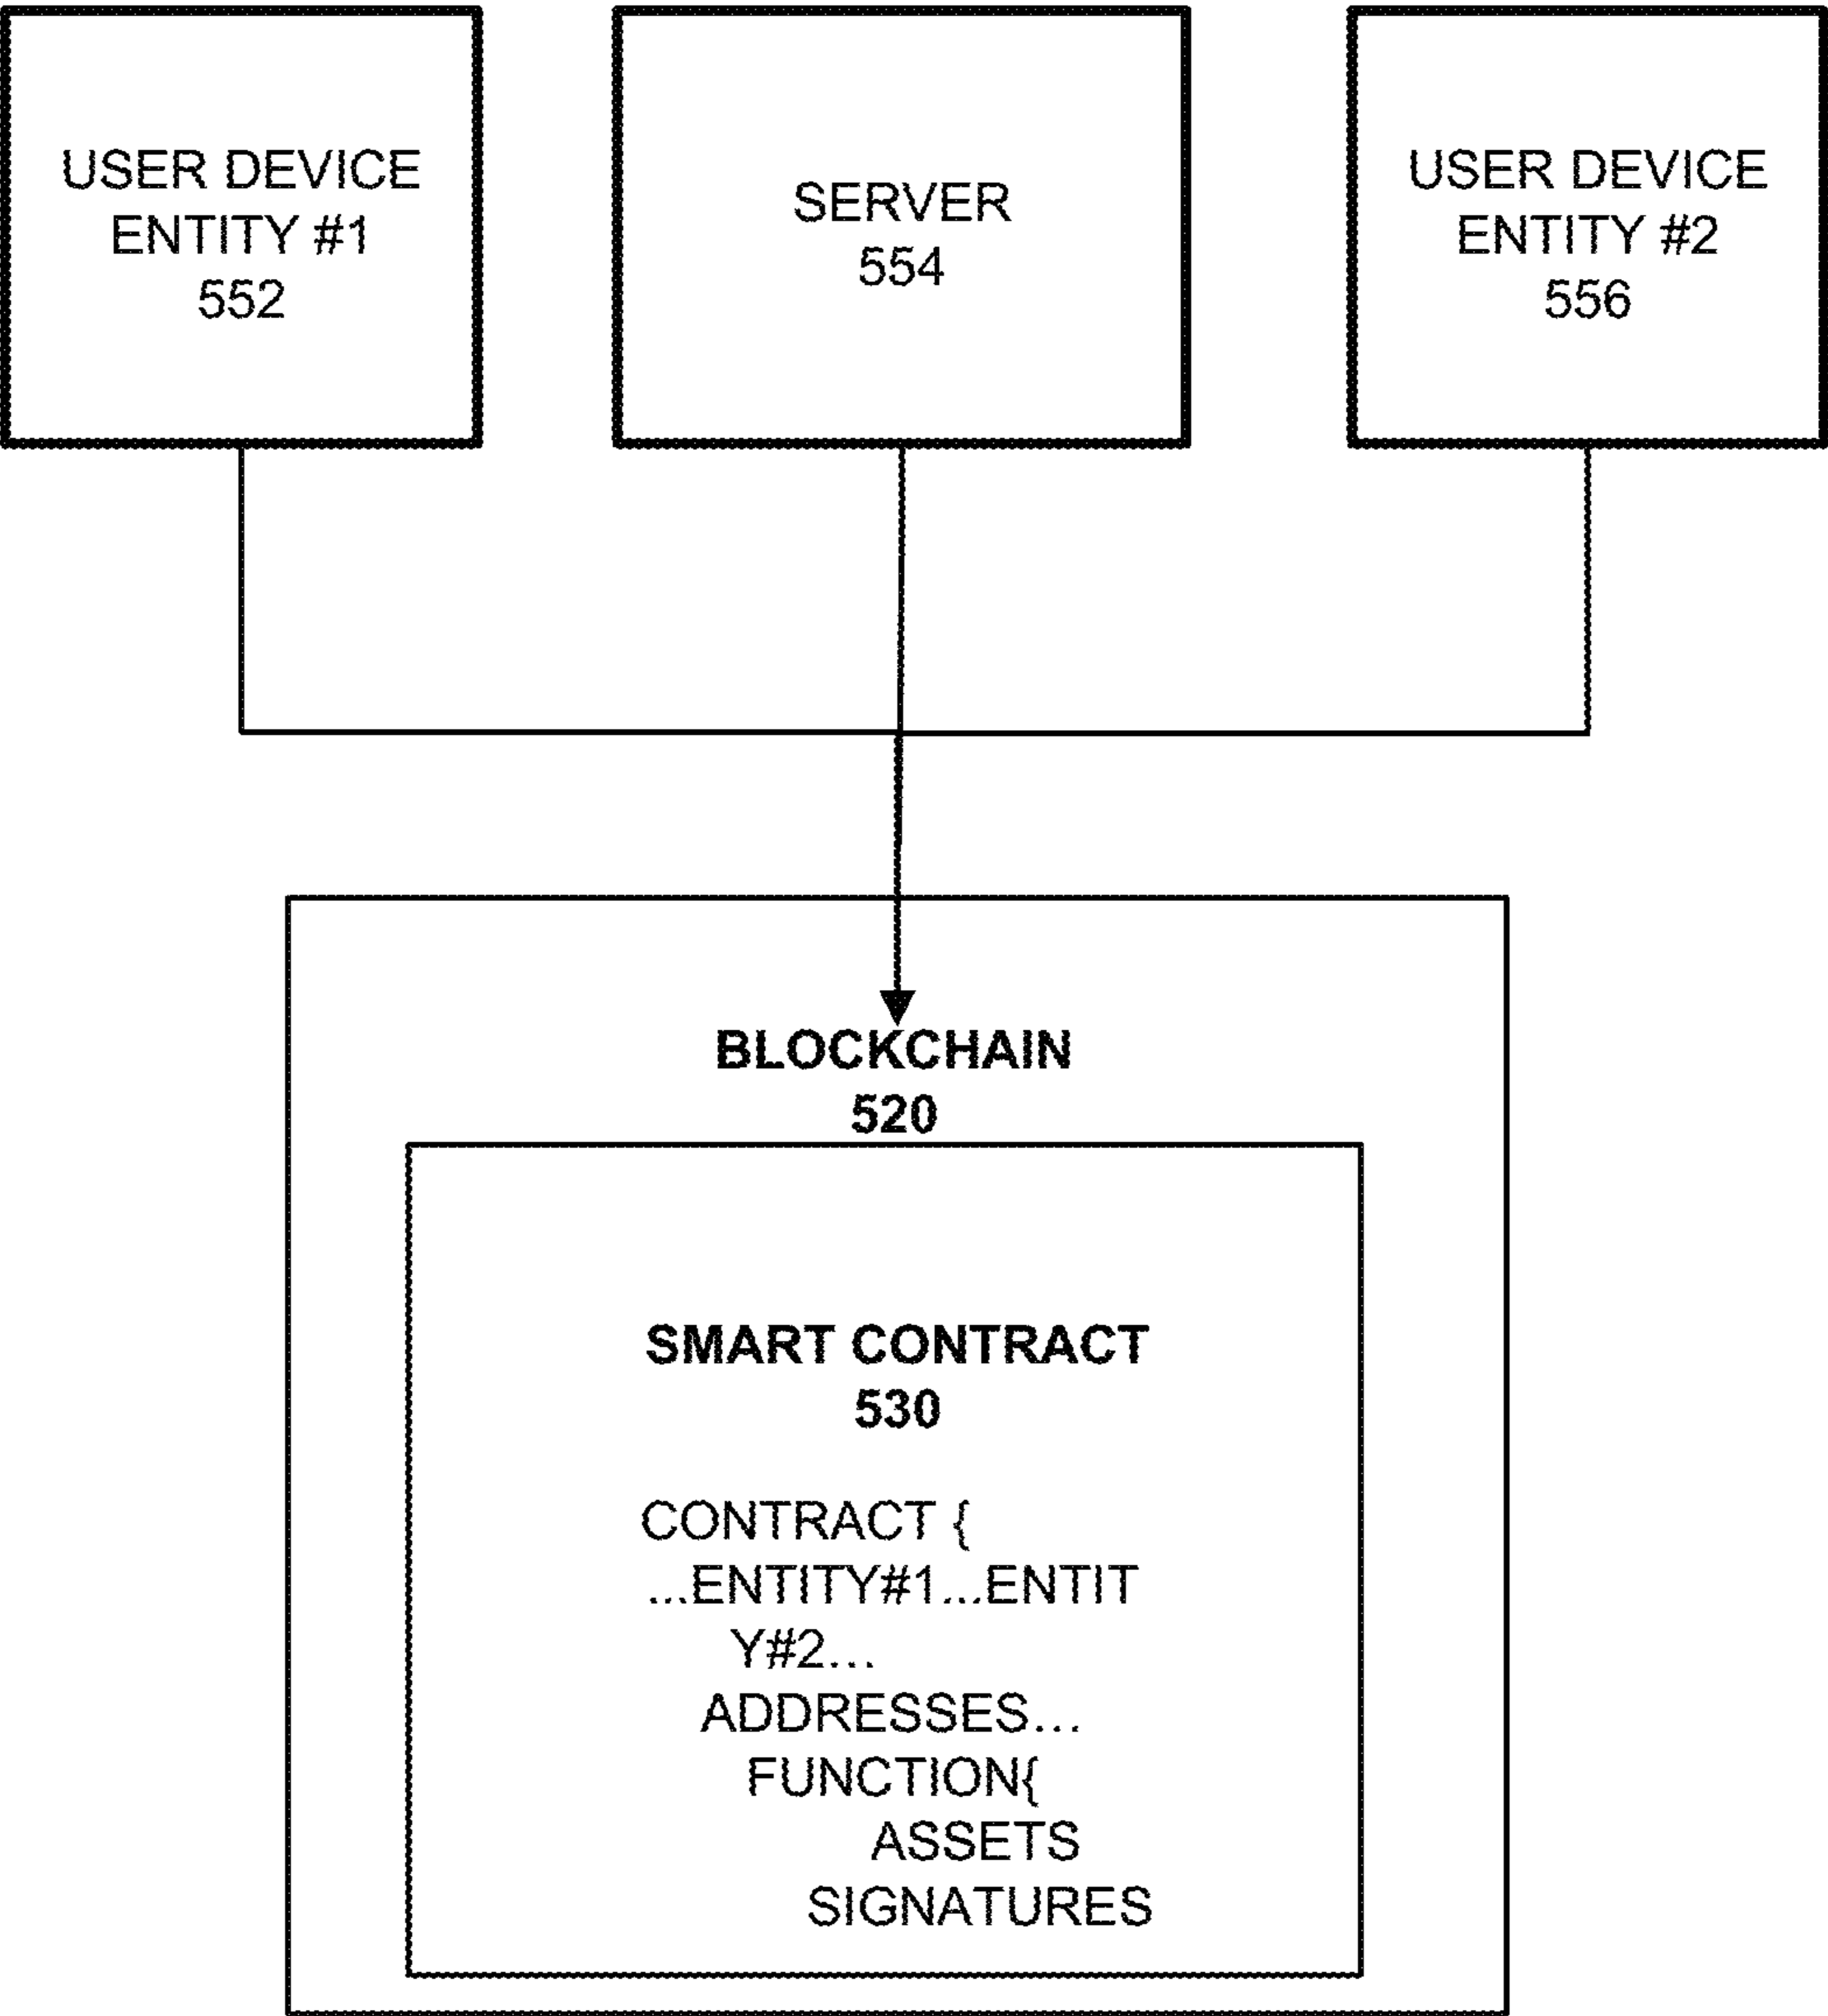 USER DEVICE
ENTITY #1
552
SERVER
554
USER DEVICE
ENTITY #2
556
BLOCKCHAIN
520
SMART CONTRACT
530
CONTRACT {
...ENTITY#1...ENTIT
Y#2...
ADDRESSES...
FUNCTION{
ASSETS
SIGNATURES